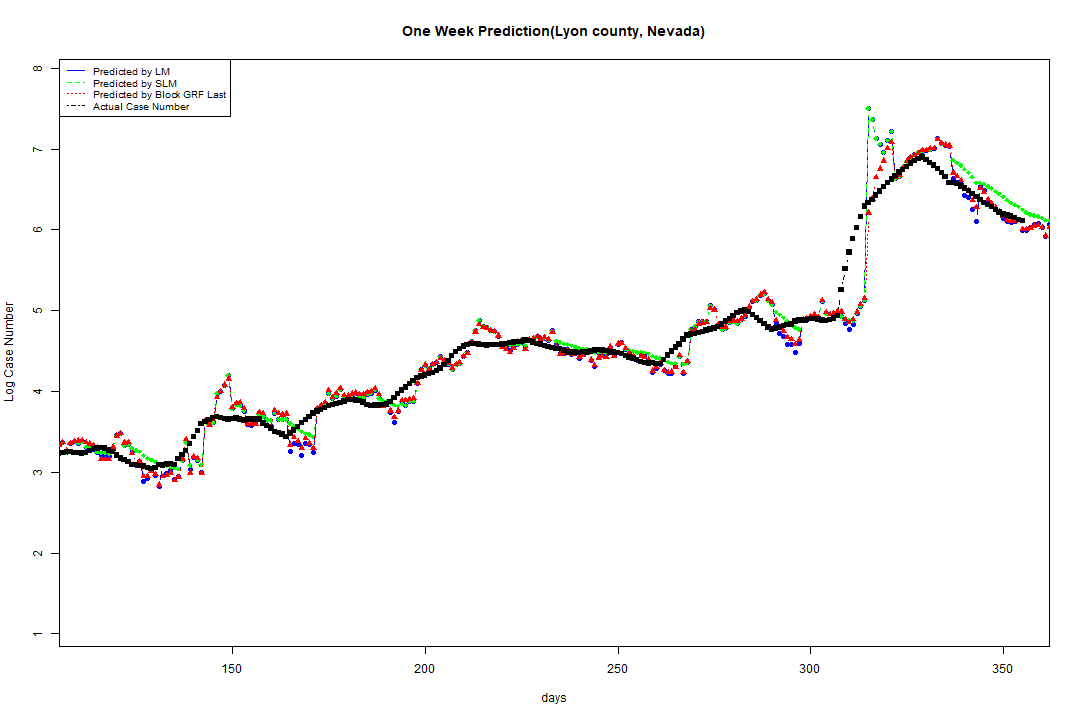 One Week Prediction(Lyon county, Nevada)
Predicted by LM
Predicted by SLM
Predicted by Block GRF Last
Actual Case Number
8
7
6
5
4
3
2
1
Log Case Number
150 200 250 300 350
days